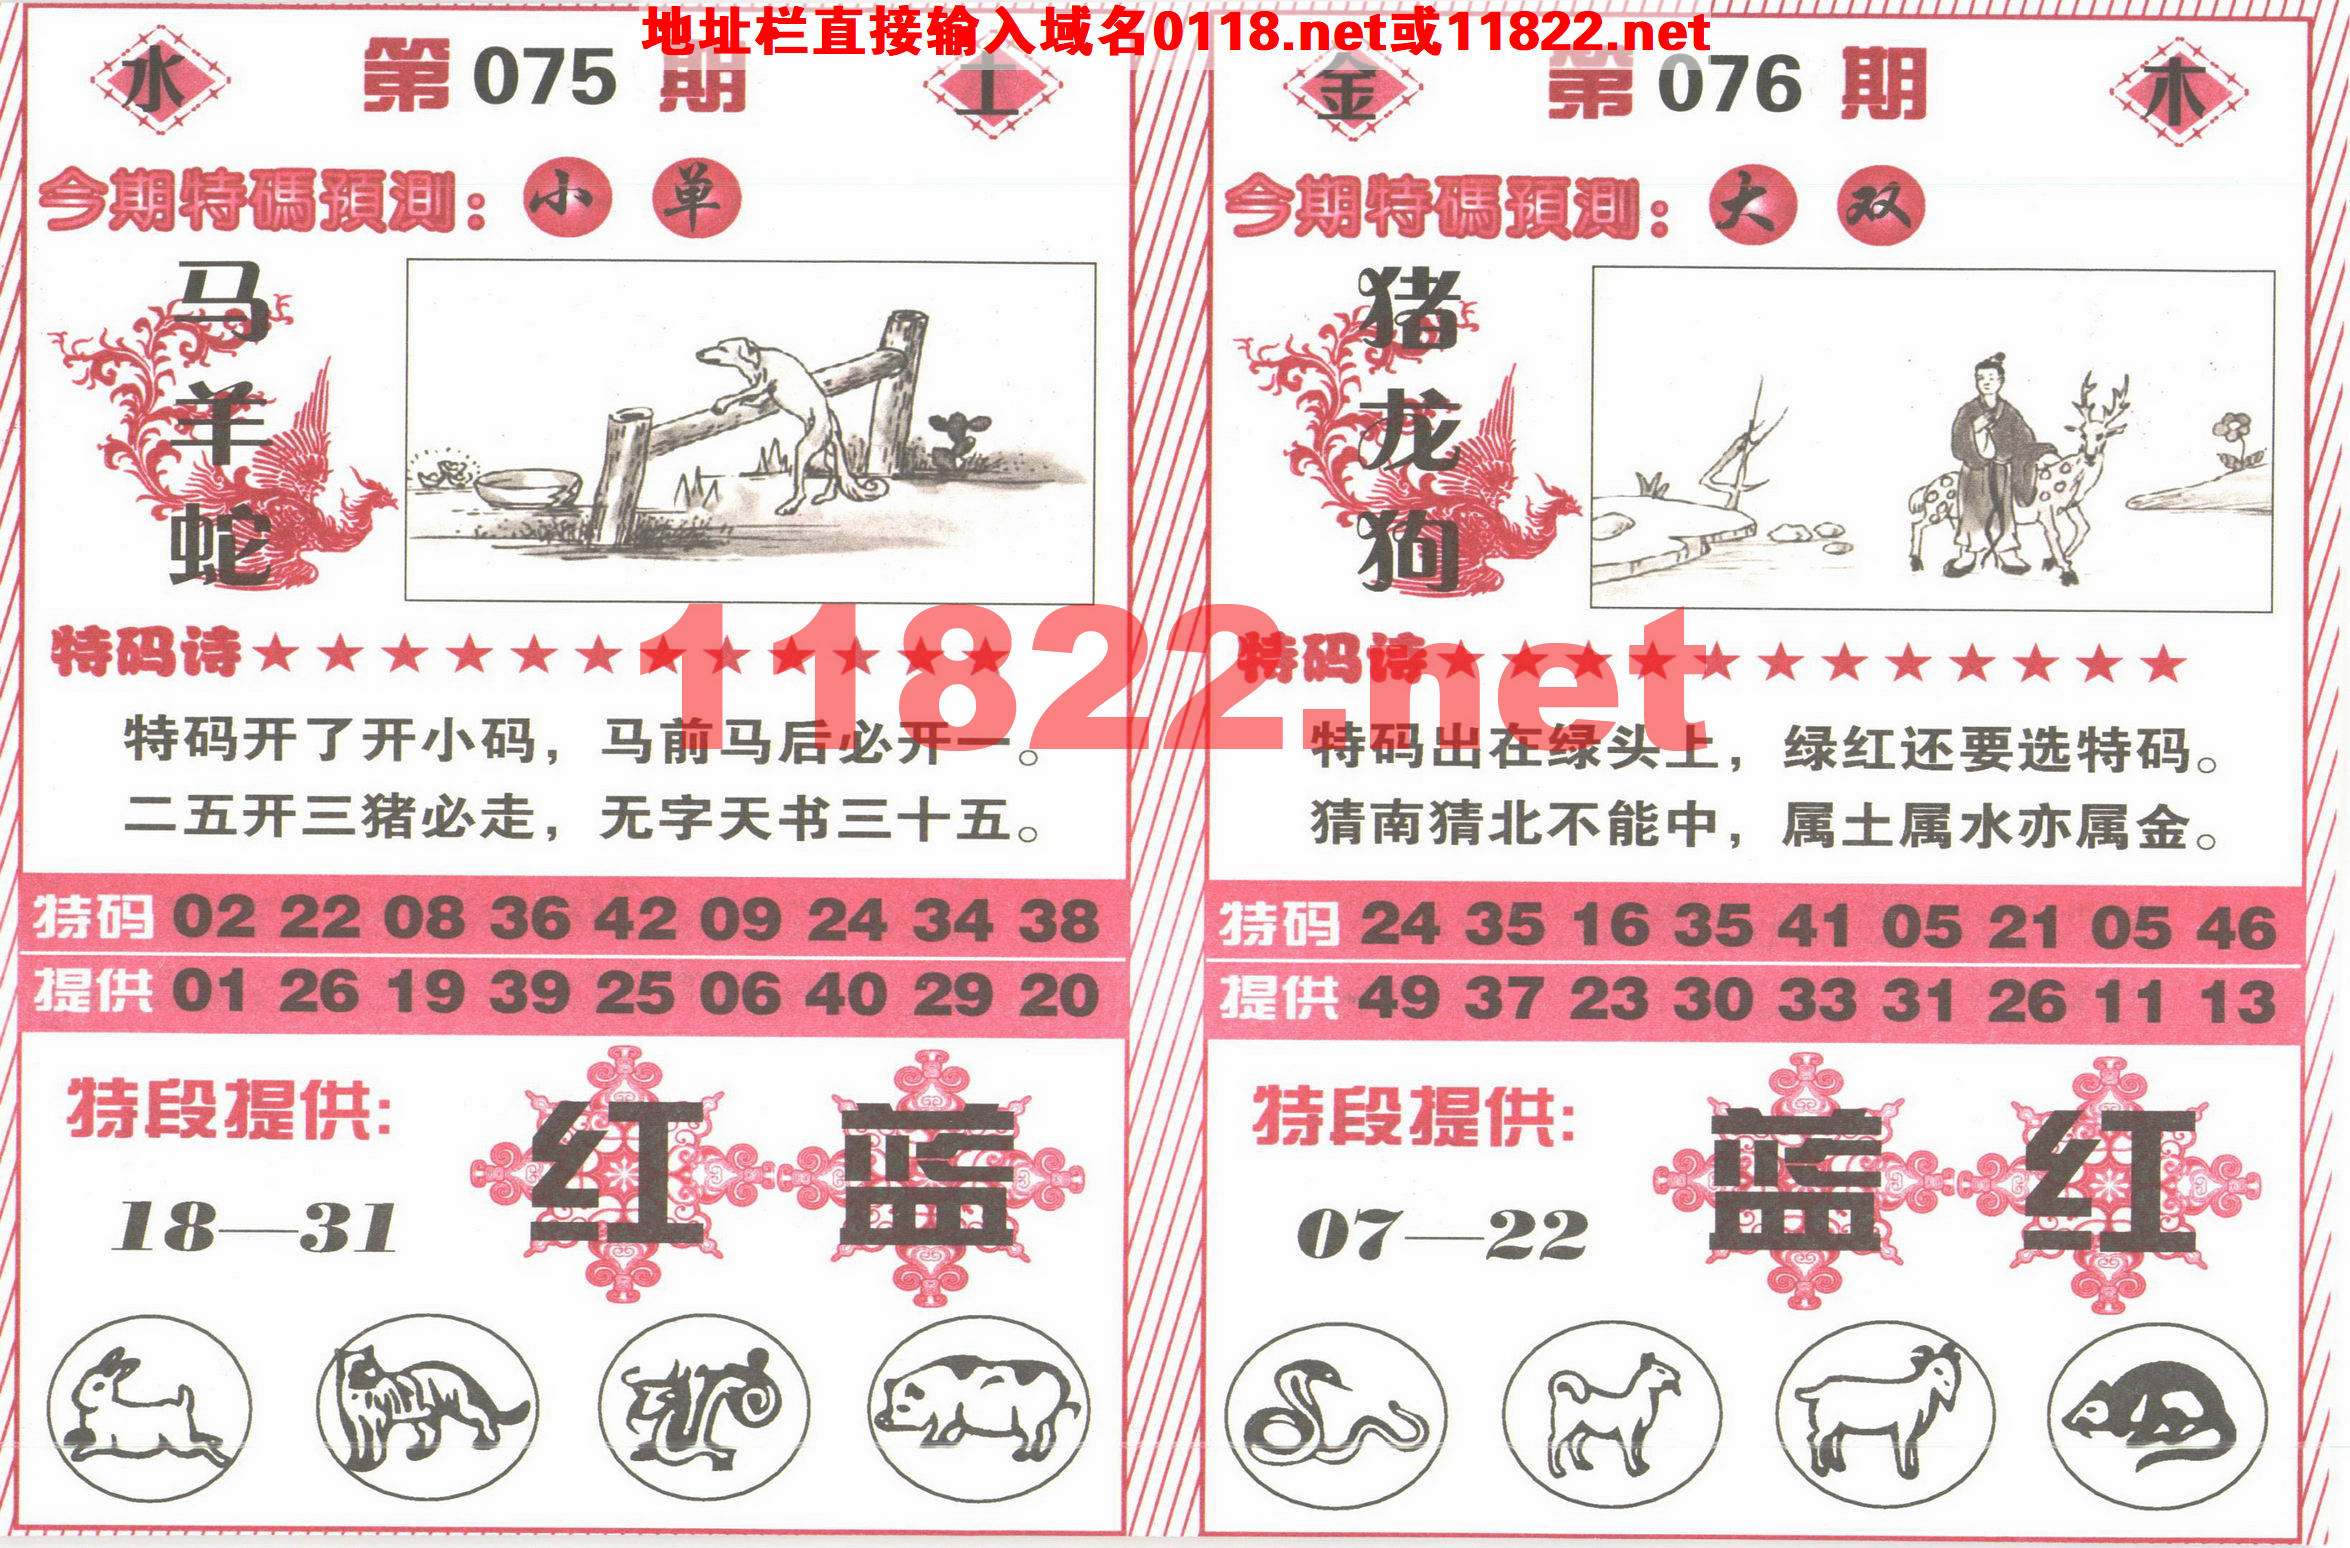 地址栏直接输入域名0118.net或11822.net
水 第 075 期 土
今期特碼預測： 小 单
马
羊
蛇
特码诗★★★★★★★★★★★★
特码开了开小码，马前马后必开一。
二五开三猪必走，无字天书三十五。
特码 02 22 08 36 42 09 24 34 38
提供 01 26 19 39 25 06 40 29 20
特段提供:
18—31
红 蓝
金 第 076 期 木
今期特碼預測： 大 双
猪
龙
狗
特码诗★★★★★★★★★★★★
特码出在绿头上，绿红还要选特码。
猜南猜北不能中，属土属水亦属金。
特码 24 35 16 35 41 05 21 05 46
提供 49 37 23 30 33 31 26 11 13
特段提供:
07—22
蓝 红
11822.net